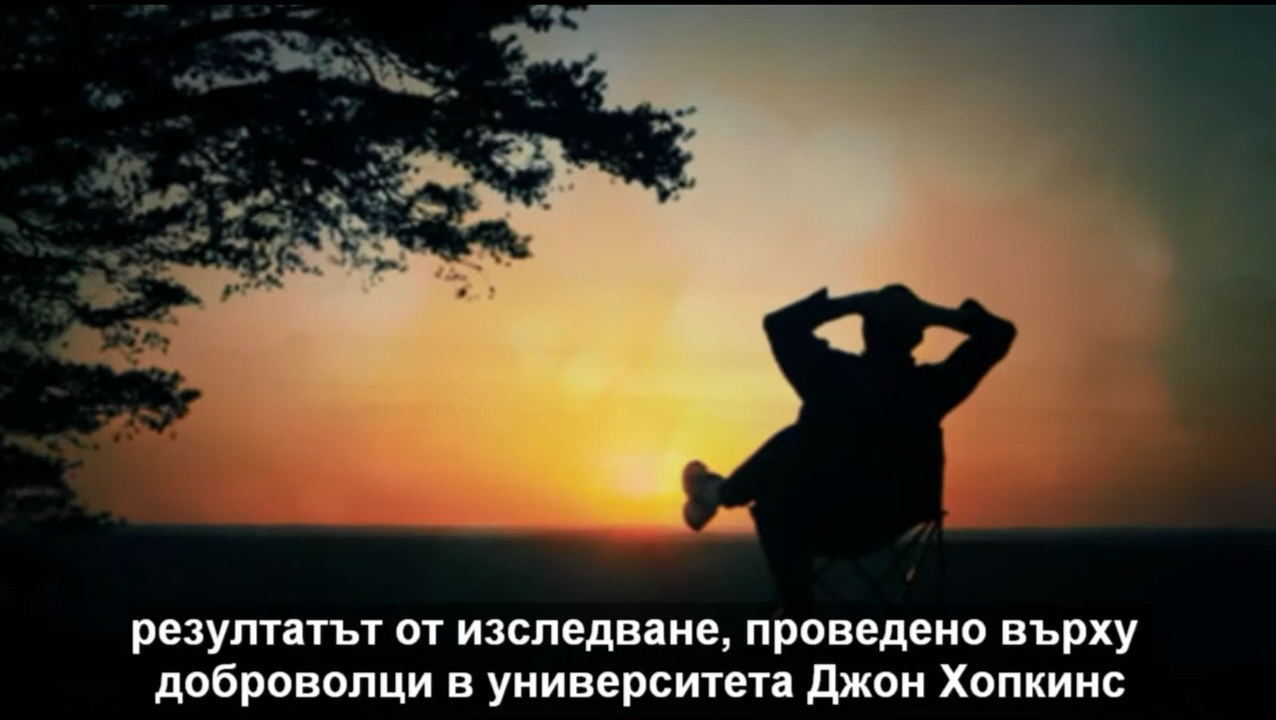 резултатът от изследване, проведено върху
доброволци в университета Джон Хопкинс